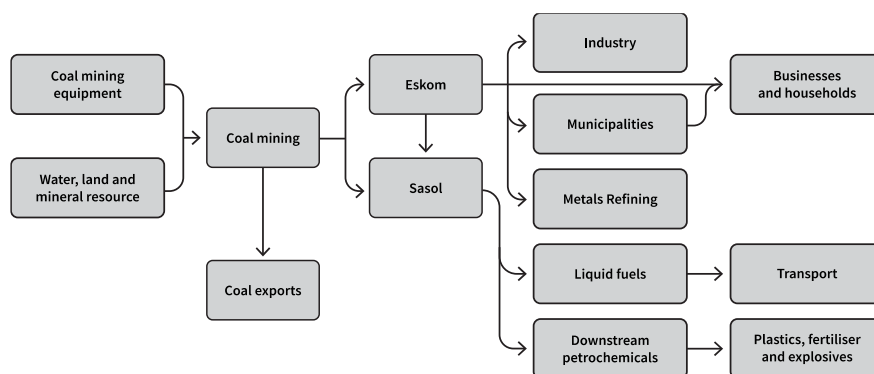 Coal mining
equipment
Water, land and
mineral resource
Coal mining
Coal exports
Eskom
Sasol
Industry
Municipalities
Metals Refining
Liquid fuels
Downstream
petrochemicals
Businesses
and households
Transport
Plastics, fertiliser
and explosives